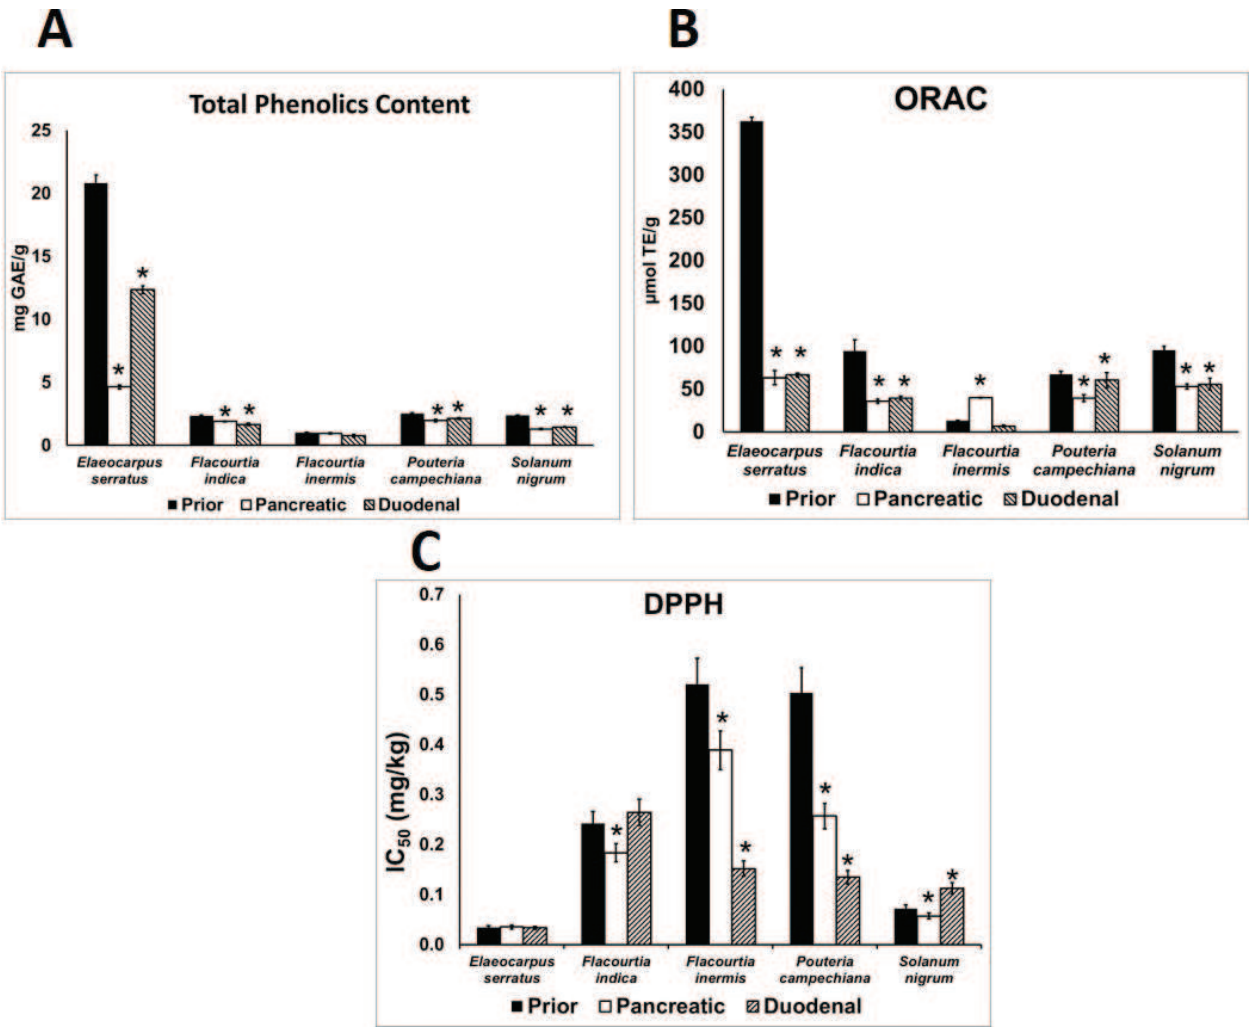 A
Total Phenolics Content
mg GAE/g
25
20
15
10
5
0
*
*
*
*
*
*
*
*
Elaeocarpus serratus
Flacourtia indica
Flacourtia inermis
Pouteria campechiana
Solanum nigrum
Prior Pancreatic Duodenal
B
ORAC
µmol TE/g
400
350
300
250
200
150
100
50
0
*
*
*
*
*
*
*
*
*
Elaeocarpus serratus
Flacourtia indica
Flacourtia inermis
Pouteria campechiana
Solanum nigrum
Prior Pancreatic Duodenal
C
DPPH
IC50 (mg/kg)
0.7
0.6
0.5
0.4
0.3
0.2
0.1
0.0
*
*
*
*
*
*
*
Elaeocarpus serratus
Flacourtia indica
Flacourtia inermis
Pouteria campechiana
Solanum nigrum
Prior Pancreatic Duodenal